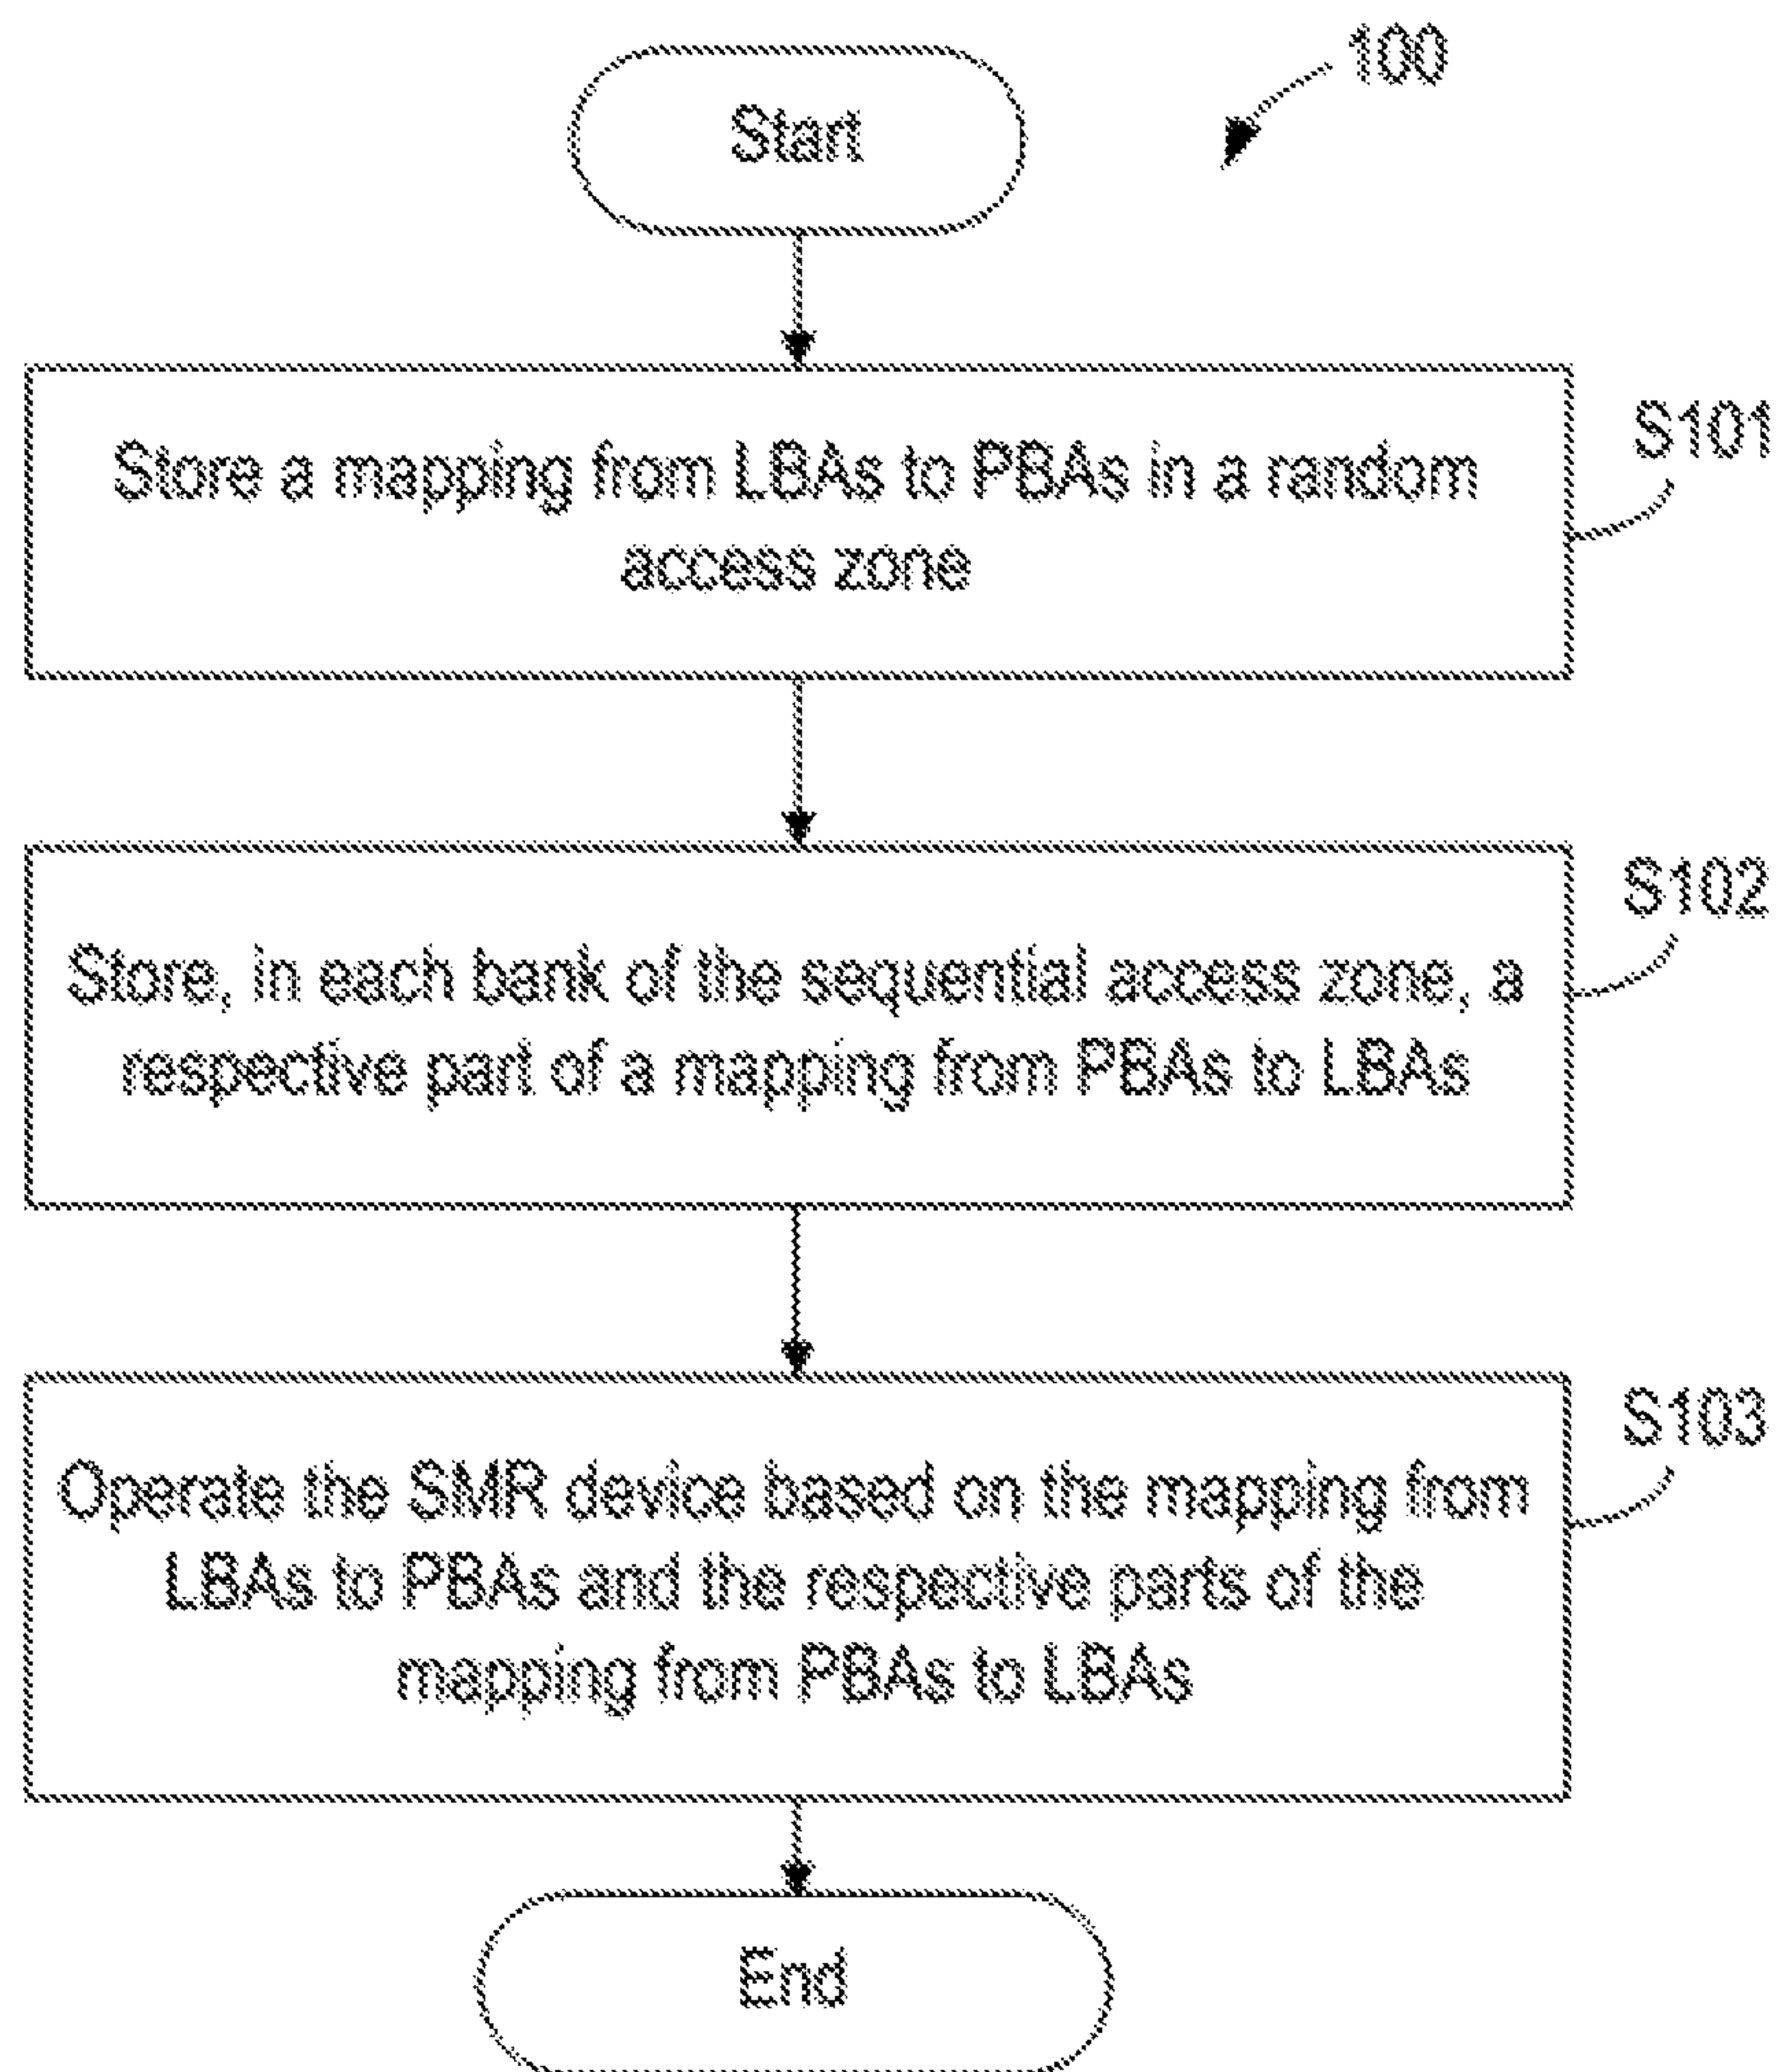 100
Start
S101
Store a mapping from LBAs to PBAs in a random
access zone
S102
Store, in each bank of the sequential access zone, a
respective part of a mapping from PBAs to LBAs
S103
Operate the SMR device based on the mapping from
LBAs to PBAs and the respective parts of the
mapping from PBAs to LBAs
End